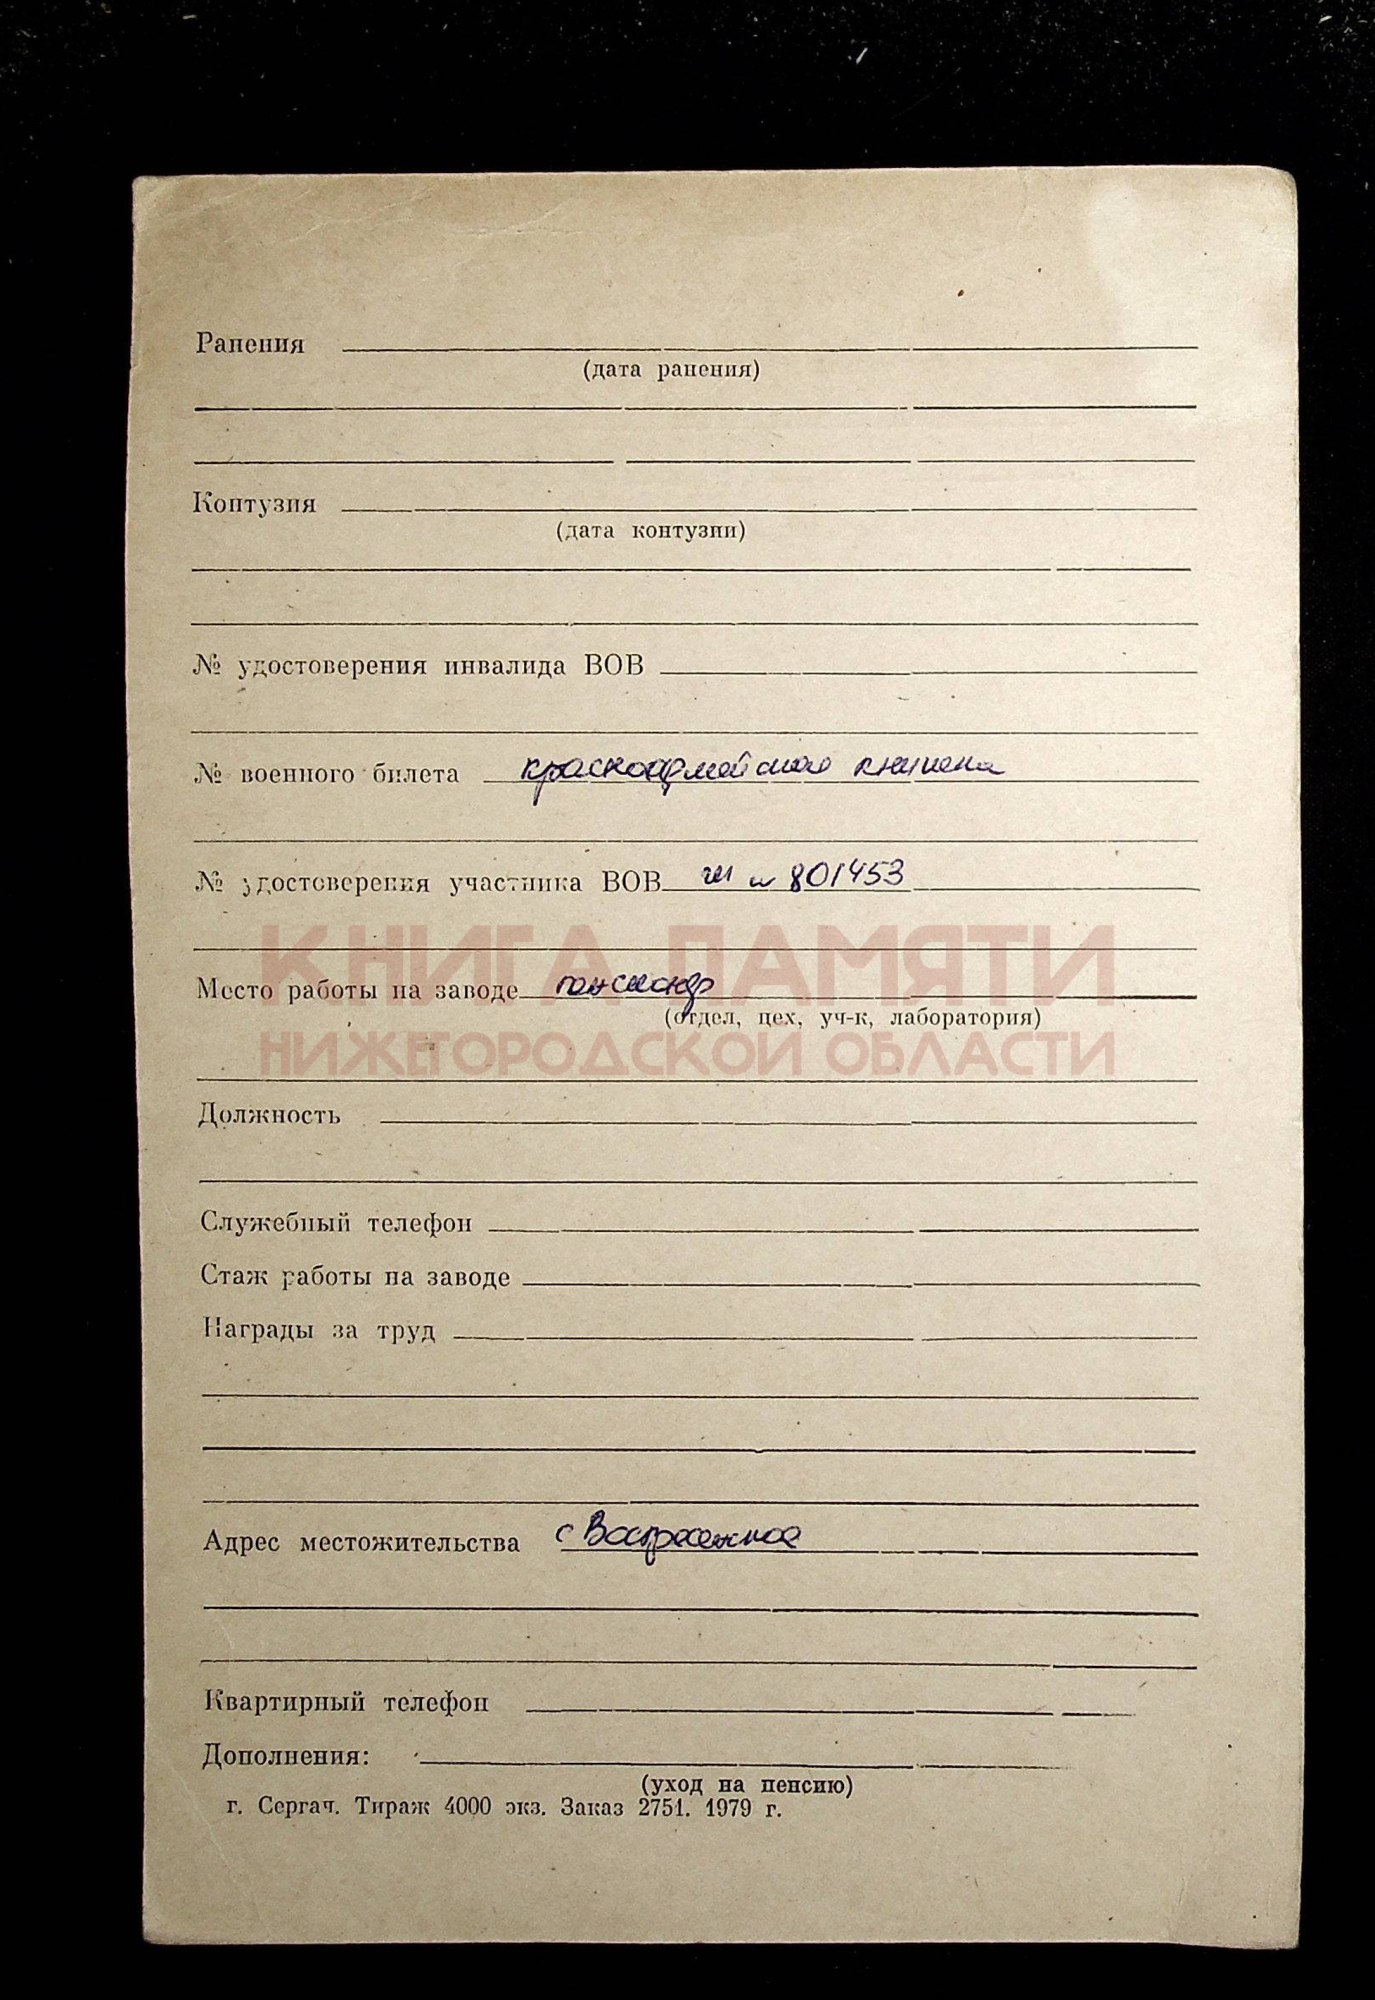 Ранения
(дата ранения)
Контузия
(дата контузии)
№ удостоверения инвалида ВОВ
№ военного билета красноармейская книжка
№ удостоверения участника ВОВ 801453
КНИГА ПАМЯТИ
Место работы на заводе пенсионер
(отдел, цех, уч-к, лаборатория)
НИЖЕГОРОДСКОЙ ОБЛАСТИ
Должность
Служебный телефон
Стаж работы на заводе
Награды за труд
Адрес местожительства с Воскресенское
Квартирный телефон
Дополнения:
(уход на пенсию)
г. Сергач. Тираж 4000 экз. Заказ 2751. 1979 г.